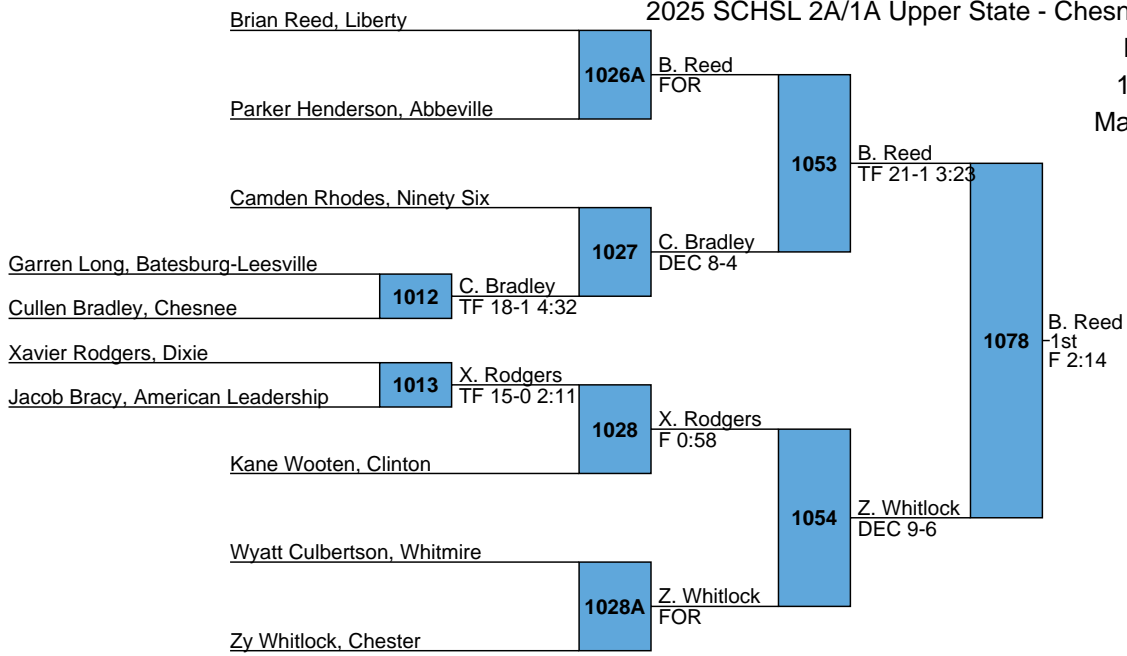 2025 SCHSL 2A/1A Upper State - Chesn
Brian Reed, Liberty
1026A
B. Reed
FOR
Parker Henderson, Abbeville
1
Ma
1053
B. Reed
TF 21-1 3:23
Camden Rhodes, Ninety Six
1027
C. Bradley
DEC 8-4
Garren Long, Batesburg-Leesville
1012
C. Bradley
TF 18-1 4:32
Cullen Bradley, Chesnee
1078
B. Reed
1st
F 2:14
Xavier Rodgers, Dixie
1013
X. Rodgers
TF 15-0 2:11
Jacob Bracy, American Leadership
1028
X. Rodgers
F 0:58
Kane Wooten, Clinton
1054
Z. Whitlock
DEC 9-6
Wyatt Culbertson, Whitmire
1028A
Z. Whitlock
FOR
Zy Whitlock, Chester